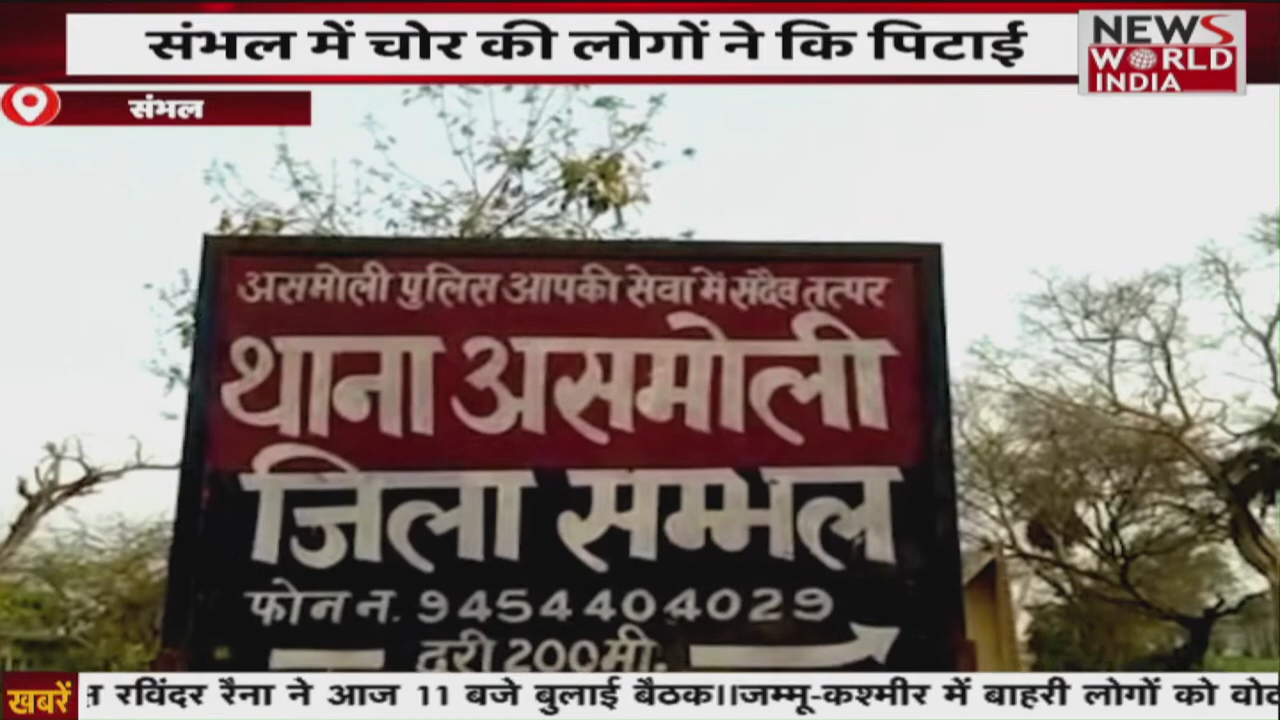 संभल में चोर की लोगों ने कि पिटाई
NEWS
WORLD
INDIA
संभल
असमोली पुलिस आपकी सेवा में सदैव तत्पर
थाना असमोली
जिला सम्भल
फोन न. 9454404029
दूरी 200मी.
खबरें
रविंदर रैना ने आज 11 बजे बुलाई बैठक।।जम्मू-कश्मीर में बाहरी लोगों को